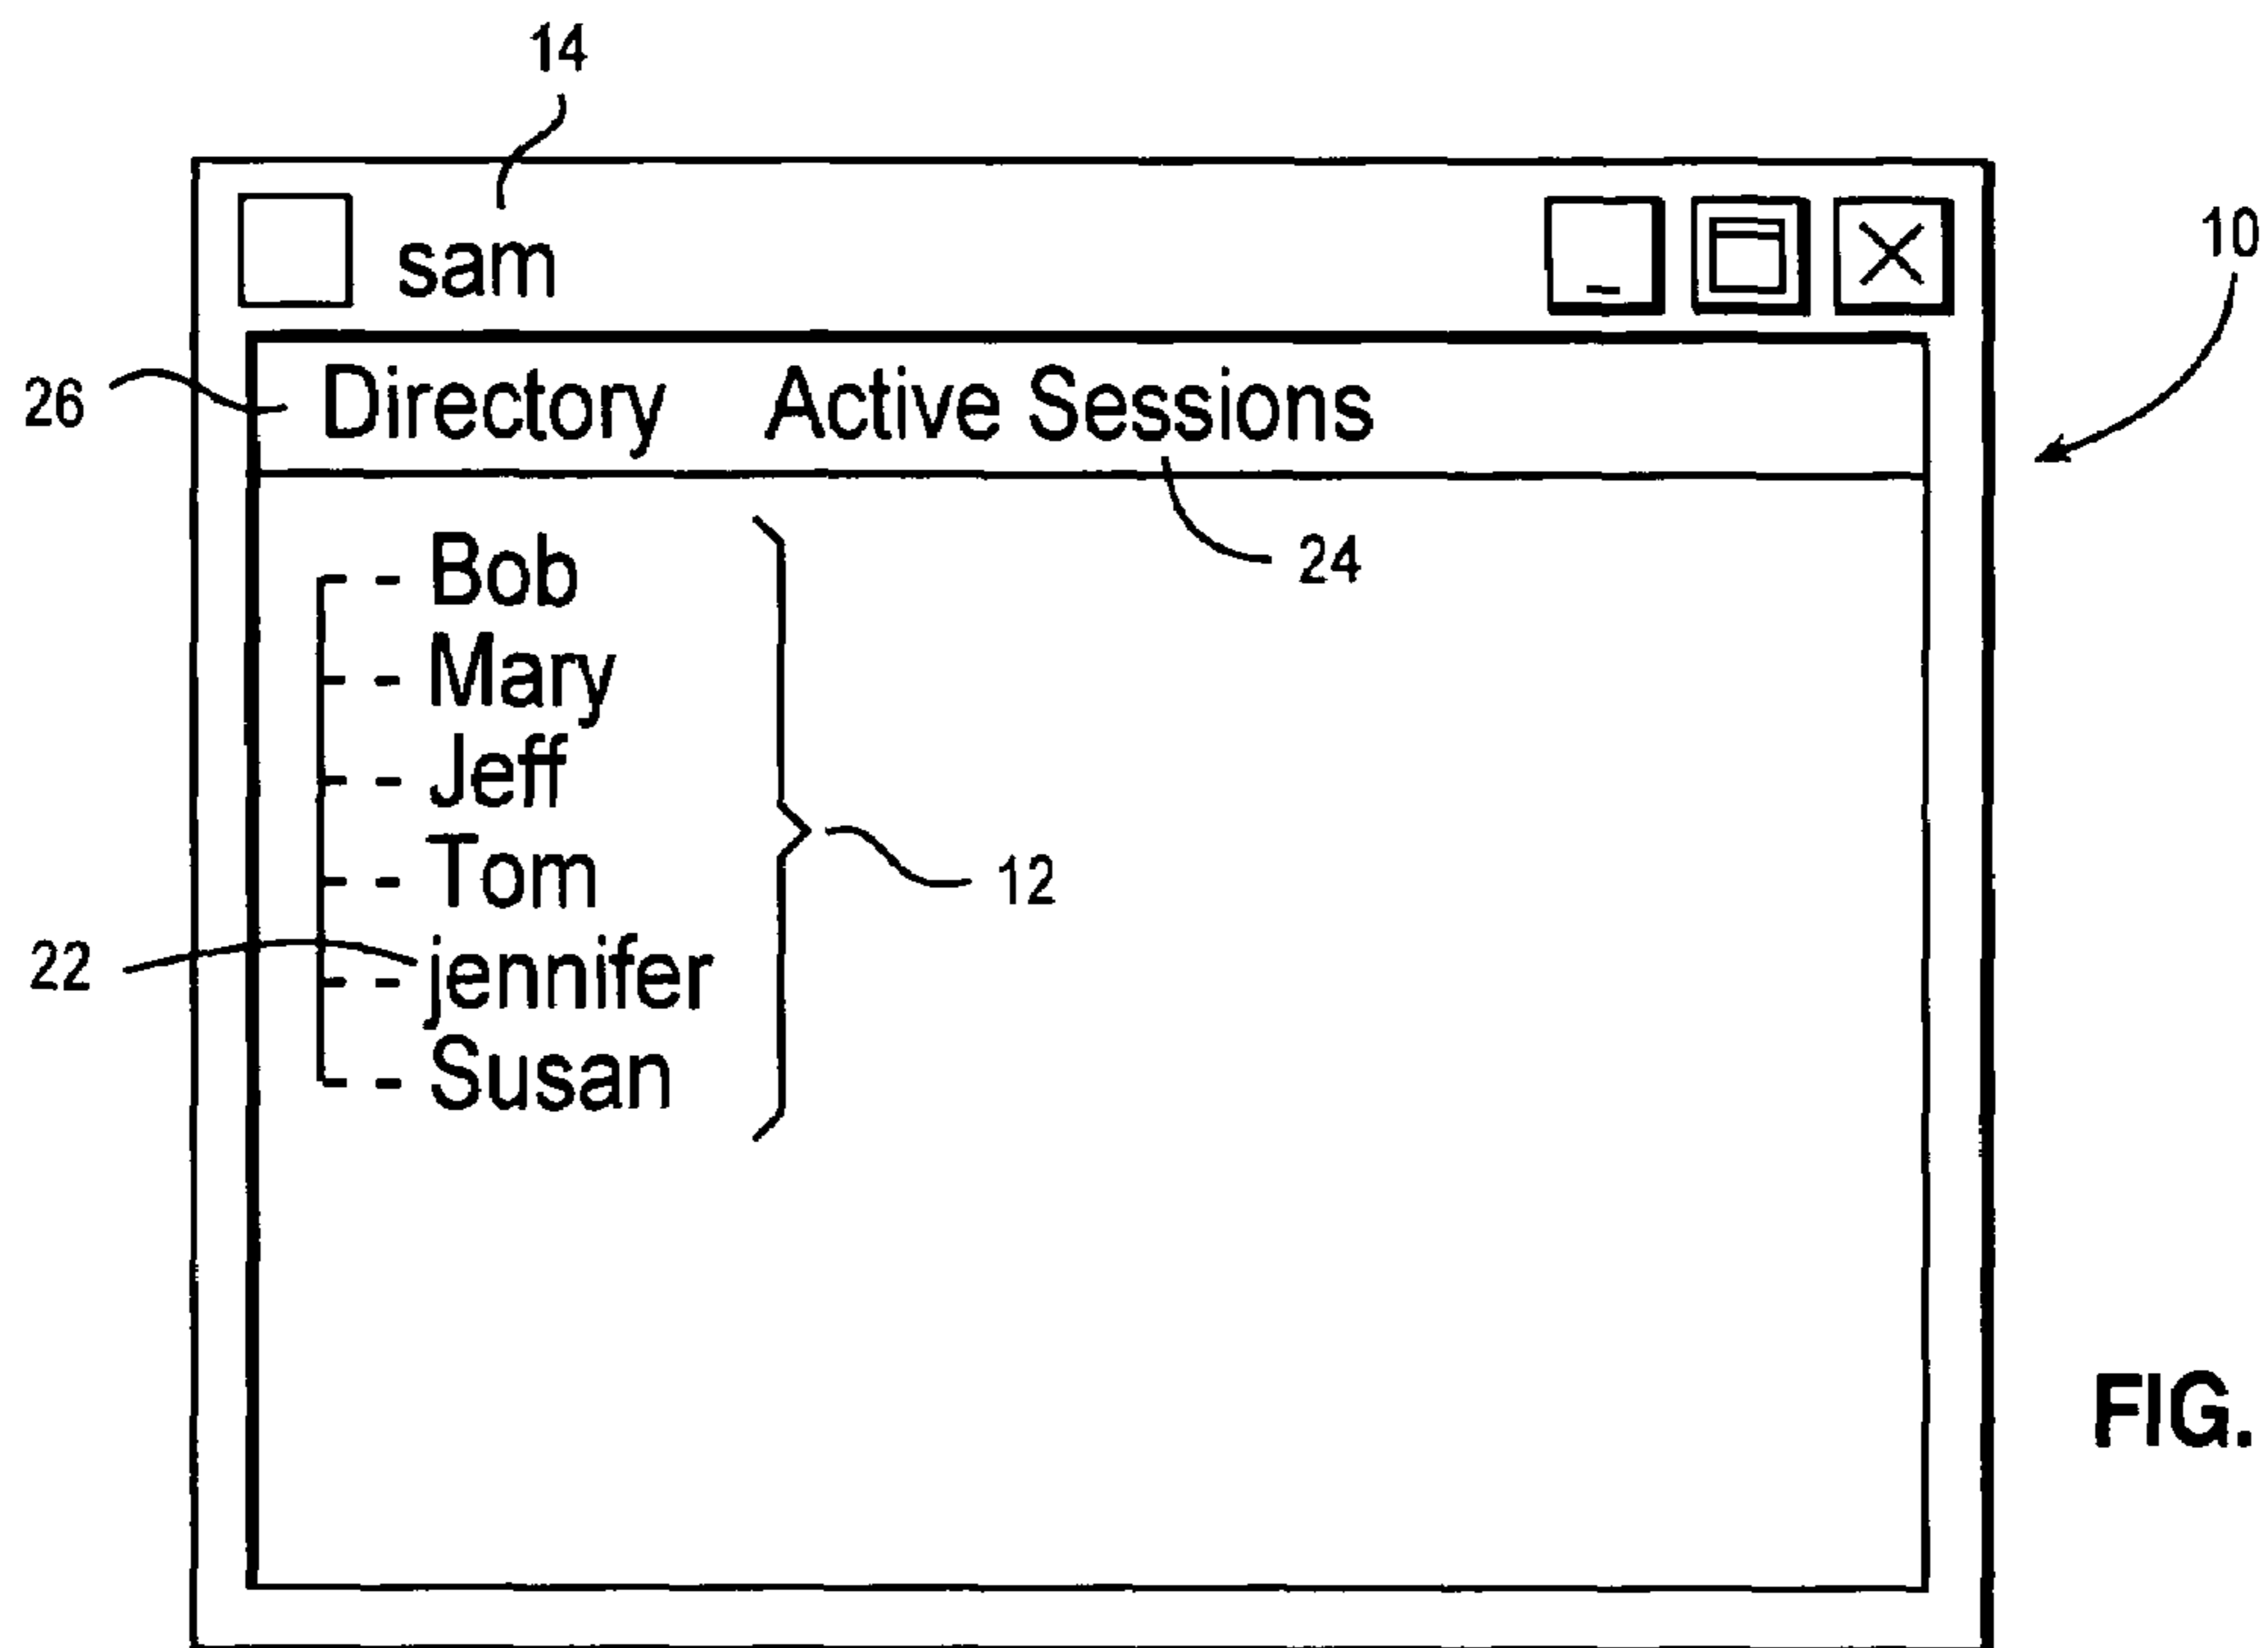 14
sam
10
26 Directory Active Sessions
24
Bob
Mary
Jeff
Tom
12
22 jennifer
Susan
FIG.